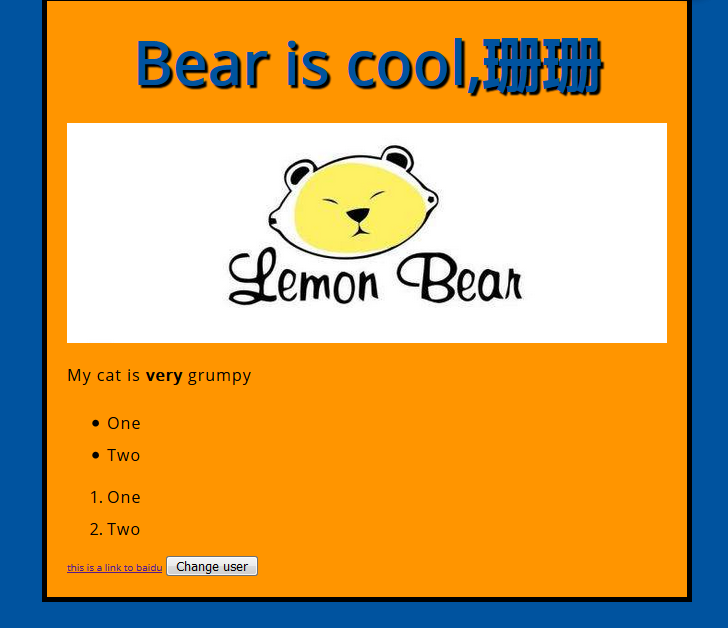 Bear is cool,珊珊
Lemon Bear
My cat is very grumpy
• One
• Two
1. One
2. Two
this is a link to baidu Change user